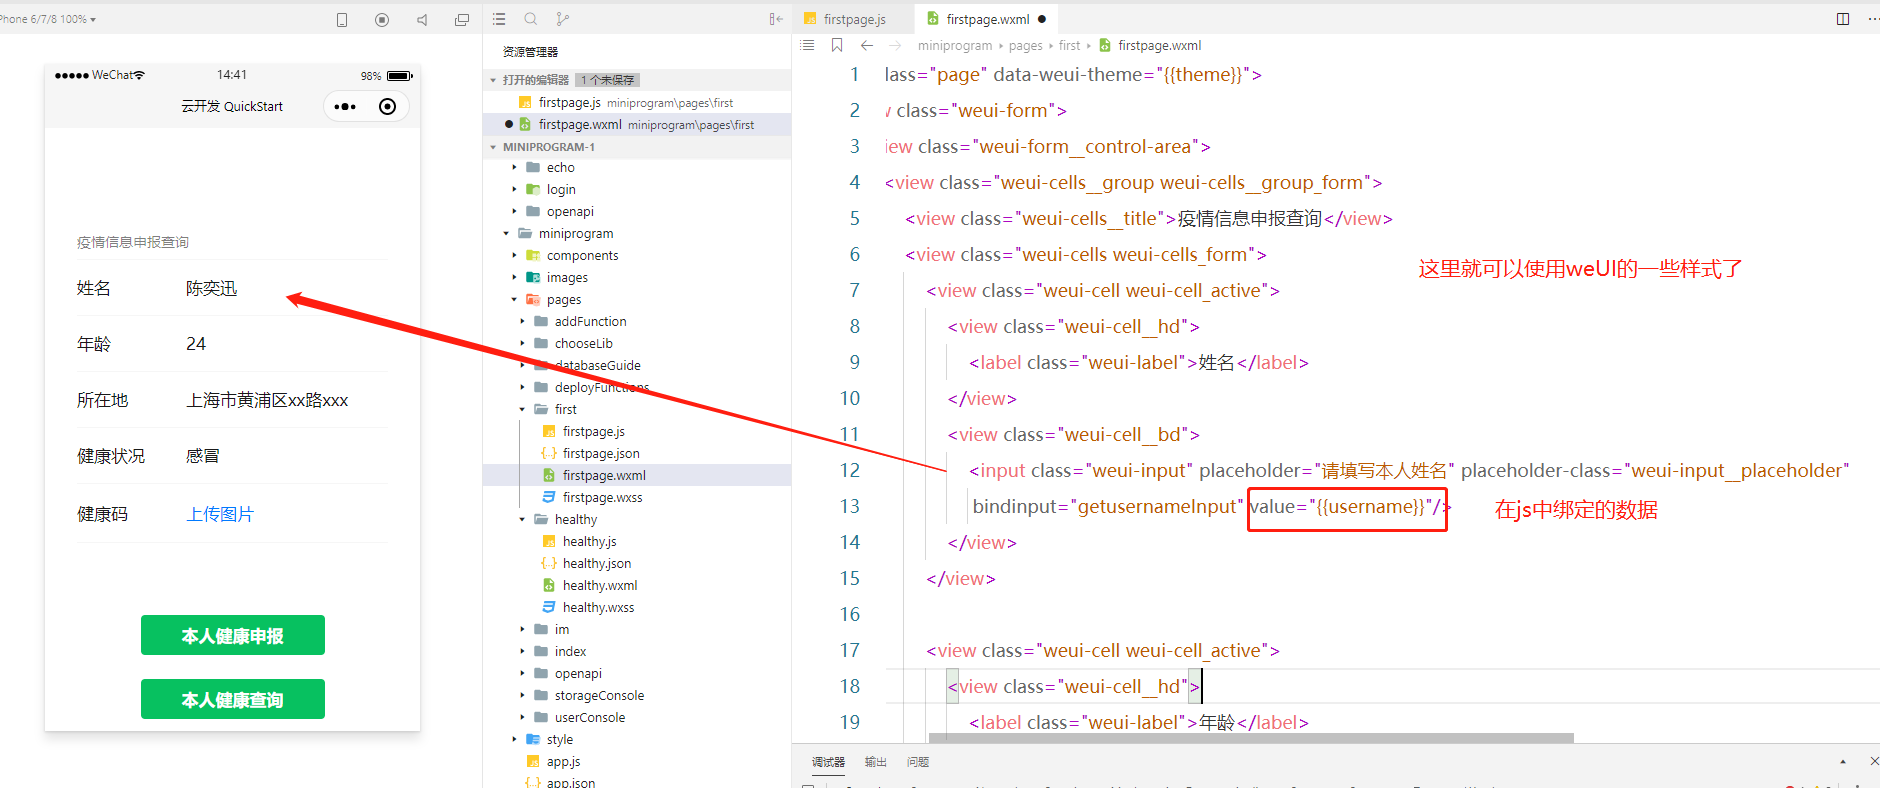 Phone 6/7/8 100%
WeChat 14:41 98%
云开发 QuickStart
疫情信息申报查询
姓名 陈奕迅
年龄 24
所在地 上海市黄浦区xx路xxx
健康状况 感冒
健康码 上传图片
本人健康申报
本人健康查询
资源管理器
打开的编辑器 1 个未保存
firstpage.js miniprogram\pages\first
firstpage.wxml miniprogram\pages\first
MINIPROGRAM-1
echo
login
openapi
miniprogram
components
images
pages
addFunction
chooseLib
databaseGuide
deployFunctions
first
firstpage.js
firstpage.json
firstpage.wxml
firstpage.wxss
healthy
healthy.js
healthy.json
healthy.wxml
healthy.wxss
im
index
openapi
storageConsole
userConsole
style
app.js
app.json
firstpage.js firstpage.wxml
miniprogram pages first firstpage.wxml
1 lass="page" data-weui-theme="{{theme}}">
2 class="weui-form">
3 iew class="weui-form__control-area">
4 <view class="weui-cells__group weui-cells__group_form">
5 <view class="weui-cells__title">疫情信息申报查询</view>
6 <view class="weui-cells weui-cells_form">
这里就可以使用weUI的一些样式了
7 <view class="weui-cell weui-cell_active">
8 <view class="weui-cell__hd">
9 <label class="weui-label">姓名</label>
10 </view>
11 <view class="weui-cell__bd">
12 <input class="weui-input" placeholder="请填写本人姓名" placeholder-class="weui-input__placeholder"
13 bindinput="getusernameInput" value="{{username}}"/>
在js中绑定的数据
14 </view>
15 </view>
16
17 <view class="weui-cell weui-cell_active">
18 <view class="weui-cell__hd">
19 <label class="weui-label">年龄</label>
调试器 输出 问题